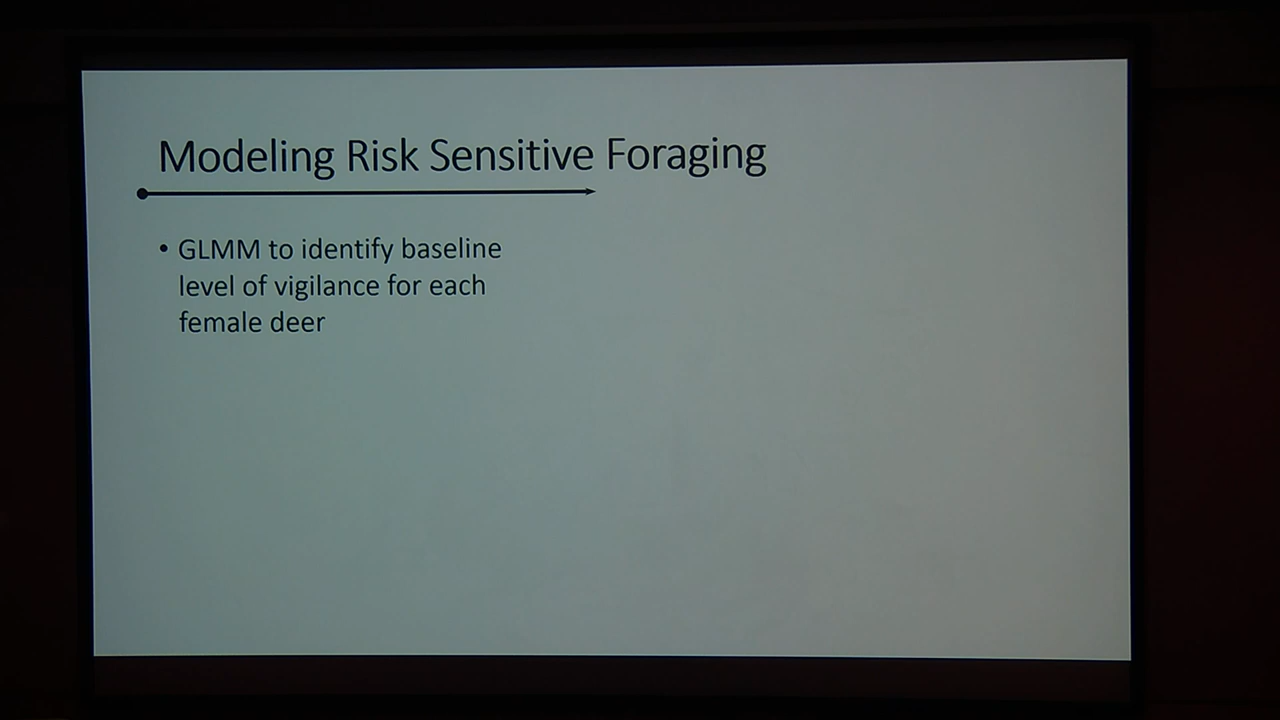 Modeling Risk Sensitive Foraging
• GLMM to identify baseline
level of vigilance for each
female deer